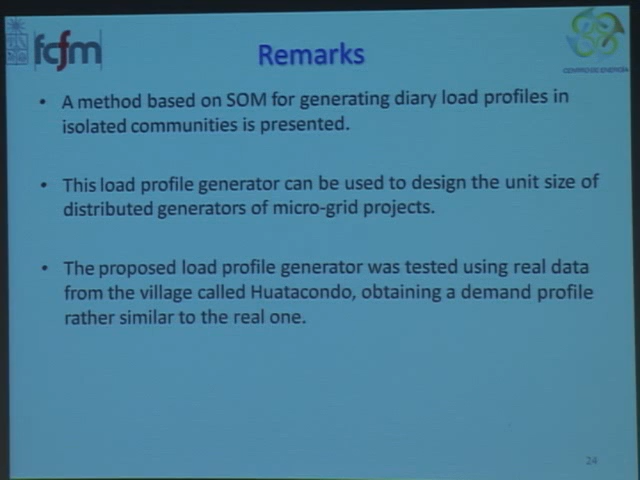 fcfm
Remarks
CENTRO DE ENERGÍA
• A method based on SOM for generating diary load profiles in
isolated communities is presented.
• This load profile generator can be used to design the unit size of
distributed generators of micro-grid projects.
• The proposed load profile generator was tested using real data
from the village called Huatacondo, obtaining a demand profile
rather similar to the real one.
24